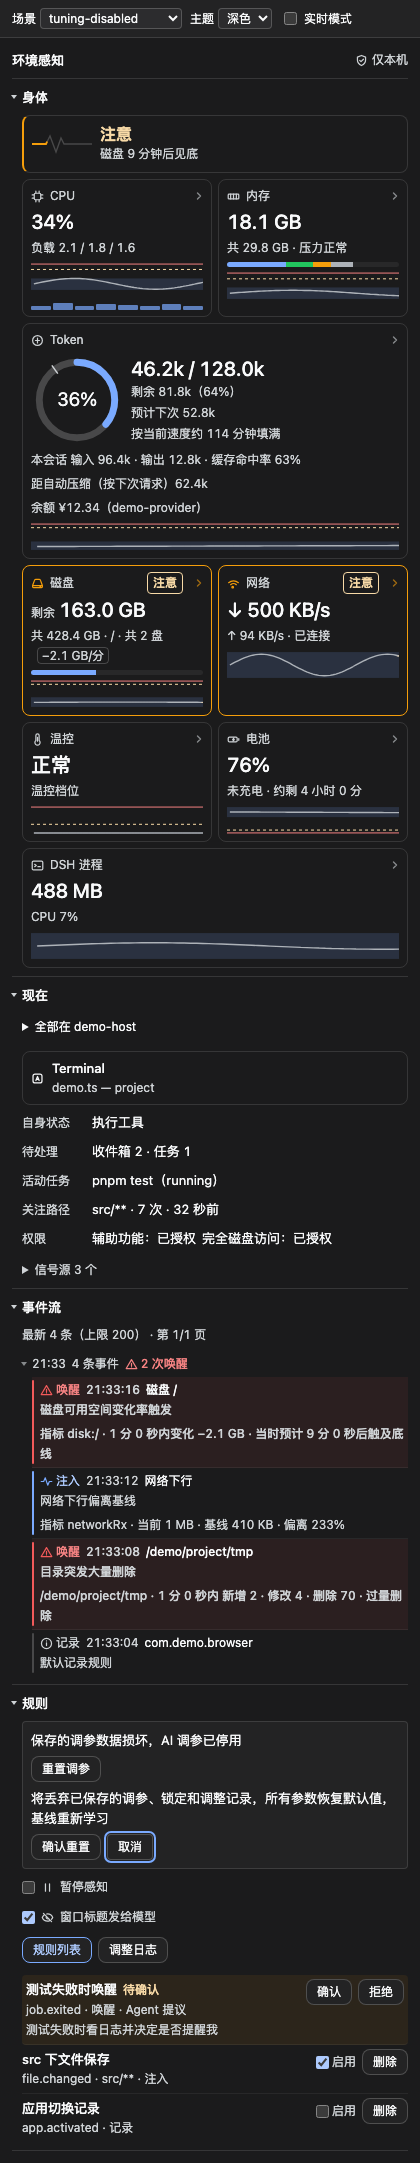 场景 tuning-disabled 主题 深色 实时模式
环境感知 仅本机
身体
注意
磁盘 9 分钟后见底
CPU
34%
负载 2.1 / 1.8 / 1.6
内存
18.1 GB
共 29.8 GB · 压力正常
Token
36%
46.2k / 128.0k
剩余 81.8k（64%）
预计下次 52.8k
按当前速度约 114 分钟填满
本会话 输入 96.4k · 输出 12.8k · 缓存命中率 63%
距自动压缩（按下次请求）62.4k
余额 ¥12.34（demo-provider）
磁盘 注意
剩余 163.0 GB
共 428.4 GB · / · 共 2 盘
−2.1 GB/分
网络 注意
↓ 500 KB/s
↑ 94 KB/s · 已连接
温控
正常
温控档位
电池
76%
未充电 · 约剩 4 小时 0 分
DSH 进程
488 MB
CPU 7%
现在
全部在 demo-host
Terminal
demo.ts — project
自身状态 执行工具
待处理 收件箱 2 · 任务 1
活动任务 pnpm test（running）
关注路径 src/** · 7 次 · 32 秒前
权限 辅助功能：已授权 完全磁盘访问：已授权
信号源 3 个
事件流
最新 4 条（上限 200） · 第 1/1 页
21:33 4 条事件 2 次唤醒
唤醒 21:33:16 磁盘 /
磁盘可用空间变化率触发
指标 disk:/ · 1 分 0 秒内变化 −2.1 GB · 当时预计 9 分 0 秒后触及底
线
注入 21:33:12 网络下行
网络下行偏离基线
指标 networkRx · 当前 1 MB · 基线 410 KB · 偏离 233%
唤醒 21:33:08 /demo/project/tmp
目录突发大量删除
/demo/project/tmp · 1 分 0 秒内 新增 2 · 修改 4 · 删除 70 · 过量删
除
记录 21:33:04 com.demo.browser
默认记录规则
规则
保存的调参数据损坏，AI 调参已停用
重置调参
将丢弃已保存的调参、锁定和调整记录，所有参数恢复默认值，
基线重新学习
确认重置 取消
暂停感知
窗口标题发给模型
规则列表 调整日志
测试失败时唤醒 待确认 确认 拒绝
job.exited · 唤醒 · Agent 提议
测试失败时看日志并决定是否提醒我
src 下文件保存 启用 删除
file.changed · src/** · 注入
应用切换记录 启用 删除
app.activated · 记录